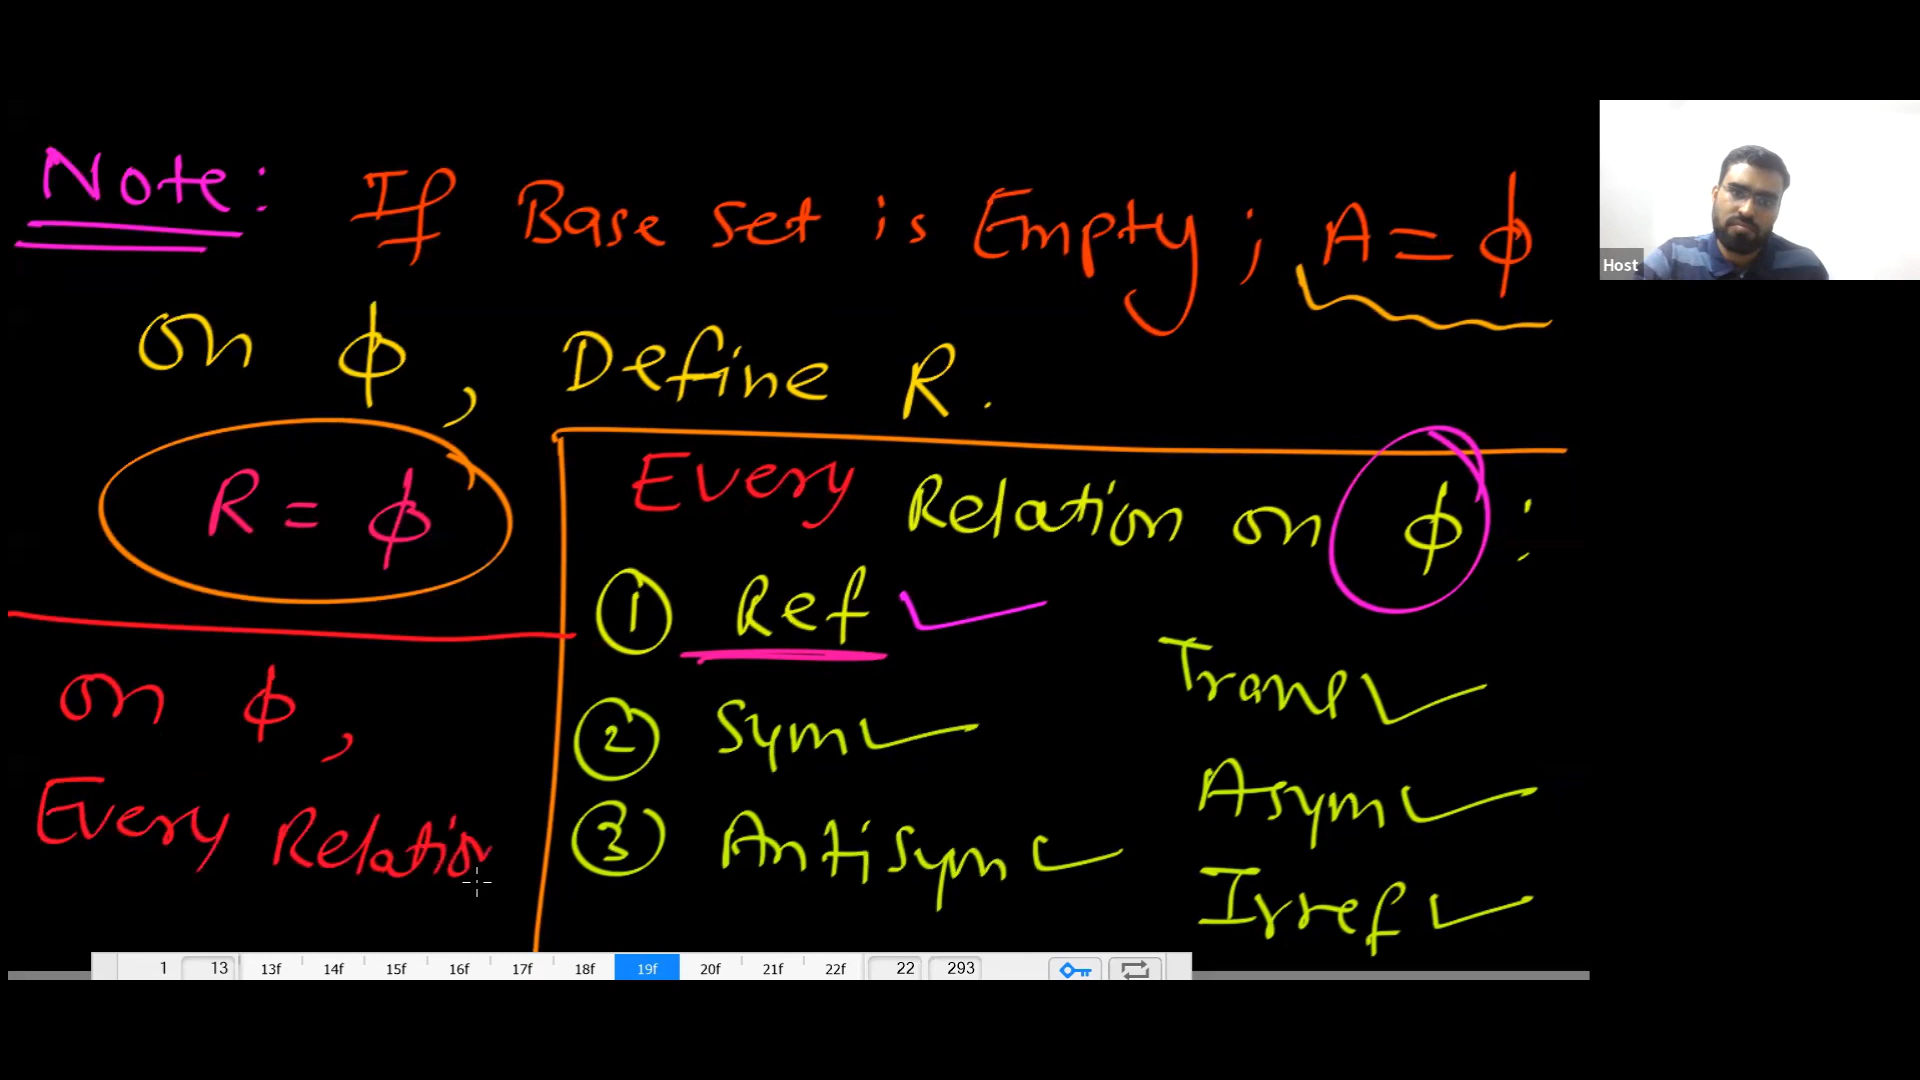 Note: If Base set is Empty; A = ϕ
on ϕ, Define R.
R = ϕ
on ϕ,
Every Relation
Every Relation on ϕ :
① Ref ✓
② Sym ✓
③ Antisym ✓
Trans ✓
Asym ✓
Irref ✓
Host
1 13 13f 14f 15f 16f 17f 18f 19f 20f 21f 22f 22 293